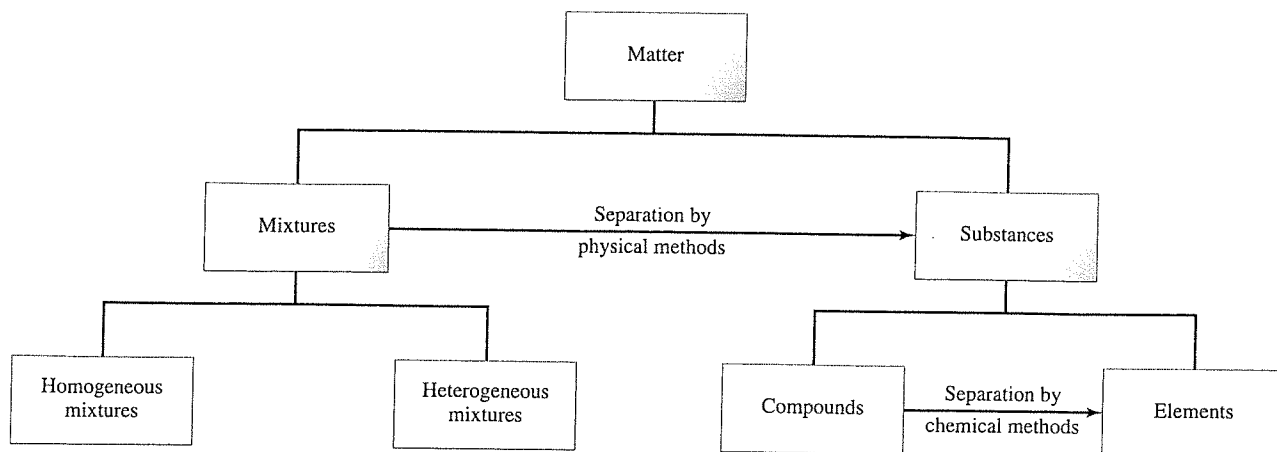 Matter
Mixtures
Separation by
physical methods
Substances
Homogeneous
mixtures
Heterogeneous
mixtures
Compounds
Separation by
chemical methods
Elements